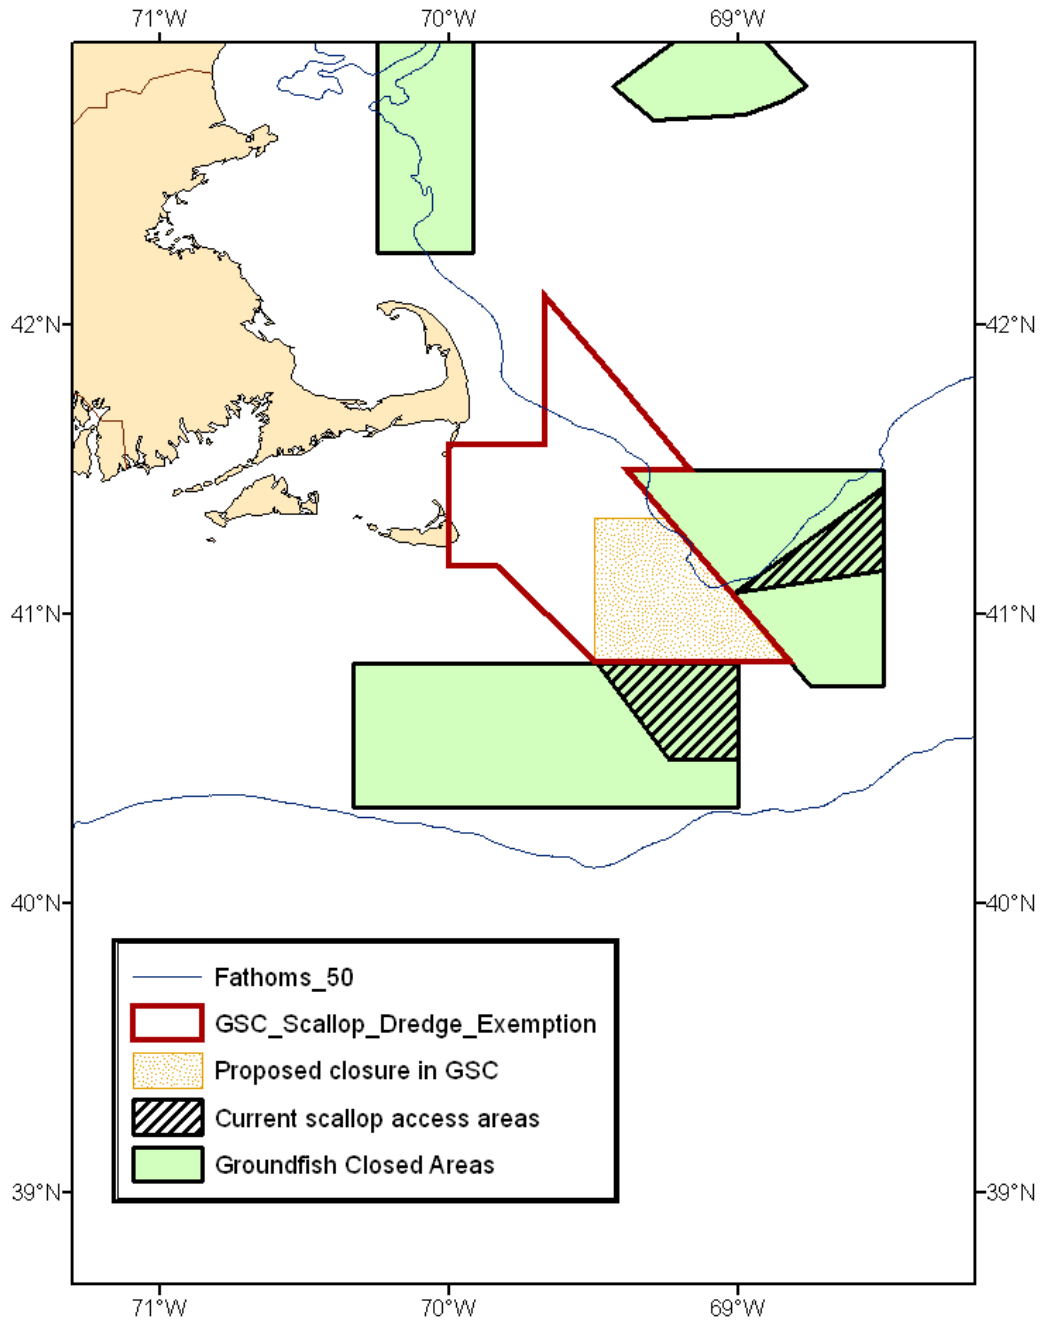 71°W 70°W 69°W
42°N 42°N
41°N 41°N
40°N 40°N
Fathoms_50
GSC_Scallop_Dredge_Exemption
Proposed closure in GSC
Current scallop access areas
Groundfish Closed Areas
39°N 39°N
71°W 70°W 69°W